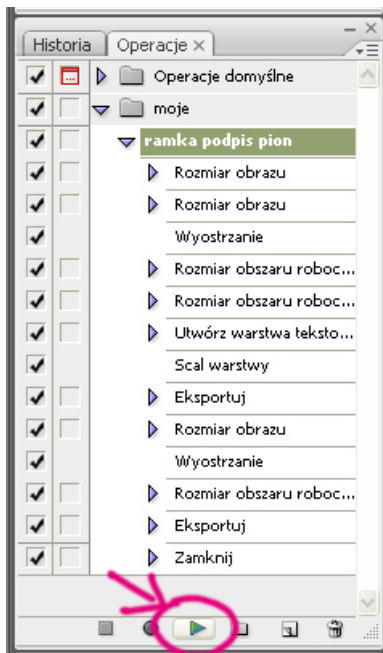 Historia
Operacje ×
Operacje domyślne
moje
ramka podpis pion
Rozmiar obrazu
Rozmiar obrazu
Wyostrzanie
Rozmiar obszaru roboc...
Rozmiar obszaru roboc...
Utwórz warstwa teksto...
Scal warstwy
Eksportuj
Rozmiar obrazu
Wyostrzanie
Rozmiar obszaru roboc...
Eksportuj
Zamknij